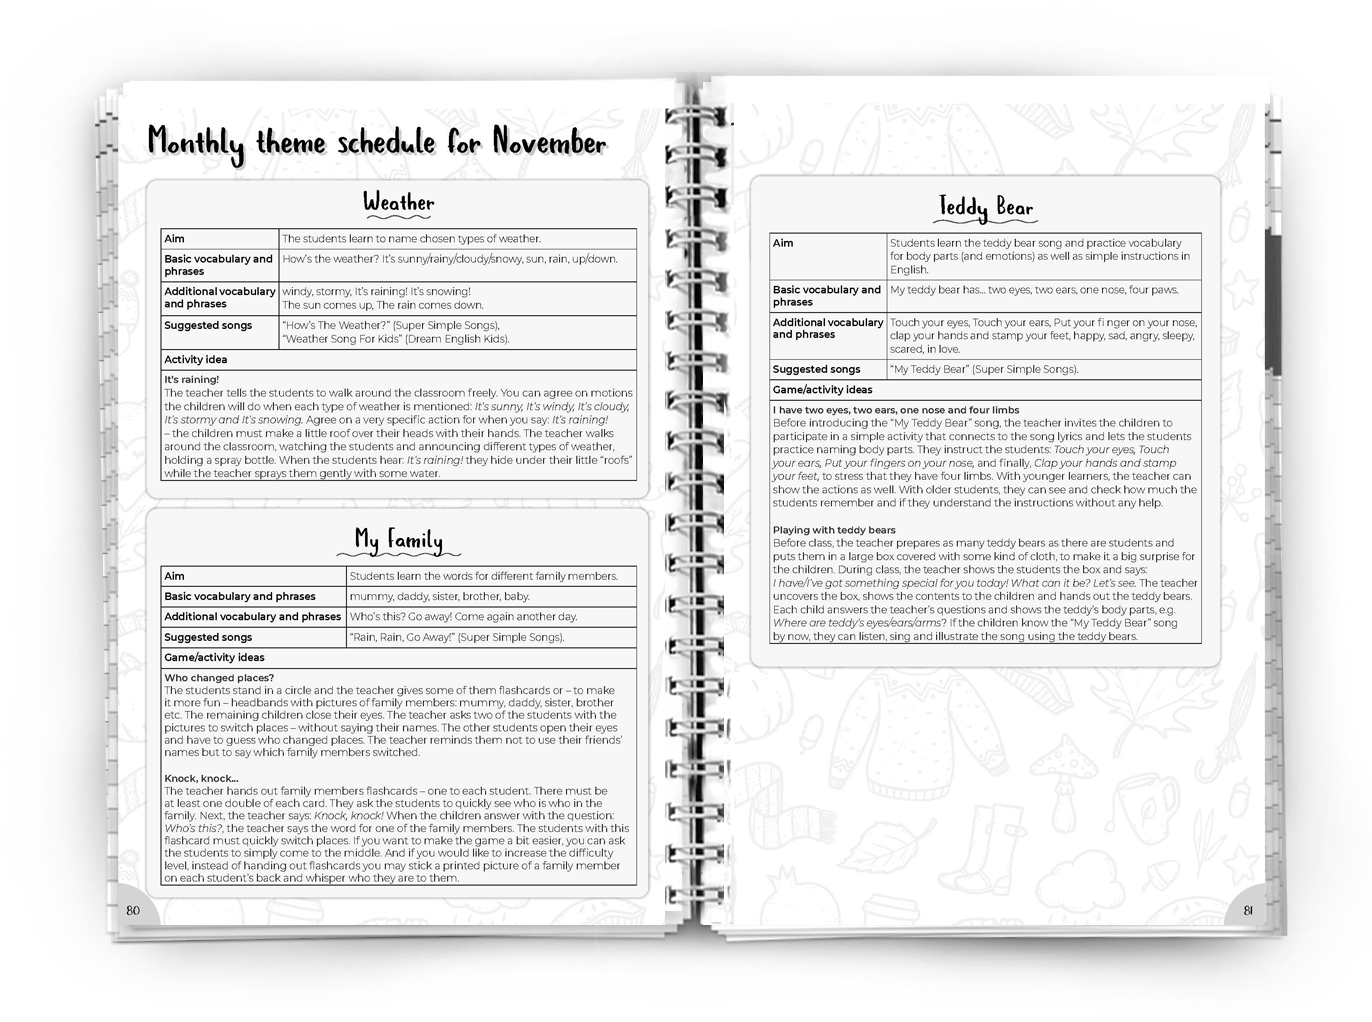 Monthly theme schedule for November
Weather
Aim
The students learn to name chosen types of weather.
Basic vocabulary and
phrases
How's the weather? It's sunny/rainy/cloudy/snowy, sun, rain, up/down.
Additional vocabulary
and phrases
windy, stormy, It's raining! It's snowing!
The sun comes up, The rain comes down.
Suggested songs
"How's The Weather?" (Super Simple Songs),
"Weather Song For Kids" (Dream English Kids).
Activity idea
It's raining!
The teacher tells the students to walk around the classroom freely. You can agree on motions
the children will do when each type of weather is mentioned: It's sunny, It's windy, It's cloudy,
It's stormy and It's snowing. Agree on a very specific action for when you say: It's raining!
– the children must make a little roof over their heads with their hands. The teacher walks
around the classroom, watching the students and announcing different types of weather,
holding a spray bottle. When the students hear: It's raining! they hide under their little "roofs"
while the teacher sprays them gently with some water.
My Family
Aim
Students learn the words for different family members.
Basic vocabulary and phrases
mummy, daddy, sister, brother, baby.
Additional vocabulary and phrases
Who's this? Go away! Come again another day.
Suggested songs
"Rain, Rain, Go Away!" (Super Simple Songs).
Game/activity ideas
Who changed places?
The students stand in a circle and the teacher gives some of them flashcards or – to make
it more fun – headbands with pictures of family members: mummy, daddy, sister, brother
etc. The remaining children close their eyes. The teacher asks two of the students with the
pictures to switch places – without saying their names. The other students open their eyes
and have to guess who changed places. The teacher reminds them not to use their friends'
names but to say which family members switched.
Knock, knock...
The teacher hands out family members flashcards – one to each student. There must be
at least one double of each card. They ask the students to quickly see who is who in the
family. Next, the teacher says: Knock, knock! When the children answer with the question:
Who's this?, the teacher says the word for one of the family members. The students with this
flashcard must quickly switch places. If you want to make the game a bit easier, you can ask
the students to simply come to the middle. And if you would like to increase the difficulty
level, instead of handing out flashcards you may stick a printed picture of a family member
on each student's back and whisper who they are to them.
80
Teddy Bear
Aim
Students learn the teddy bear song and practice vocabulary
for body parts (and emotions) as well as simple instructions in
English.
Basic vocabulary and
phrases
My teddy bear has... two eyes, two ears, one nose, four paws.
Additional vocabulary
and phrases
Touch your eyes, Touch your ears, Put your fi nger on your nose,
clap your hands and stamp your feet, happy, sad, angry, sleepy,
scared, in love.
Suggested songs
"My Teddy Bear" (Super Simple Songs).
Game/activity ideas
I have two eyes, two ears, one nose and four limbs
Before introducing the "My Teddy Bear" song, the teacher invites the children to
participate in a simple activity that connects to the song lyrics and lets the students
practice naming body parts. They instruct the students: Touch your eyes, Touch
your ears, Put your fingers on your nose, and finally, Clap your hands and stamp
your feet, to stress that they have four limbs. With younger learners, the teacher can
show the actions as well. With older students, they can see and check how much the
students remember and if they understand the instructions without any help.
Playing with teddy bears
Before class, the teacher prepares as many teddy bears as there are students and
puts them in a large box covered with some kind of cloth, to make it a big surprise for
the children. During class, the teacher shows the students the box and says:
I have/I've got something special for you today! What can it be? Let's see. The teacher
uncovers the box, shows the contents to the children and hands out the teddy bears.
Each child answers the teacher's questions and shows the teddy's body parts, e.g.
Where are teddy's eyes/ears/arms? If the children know the "My Teddy Bear" song
by now, they can listen, sing and illustrate the song using the teddy bears.
81